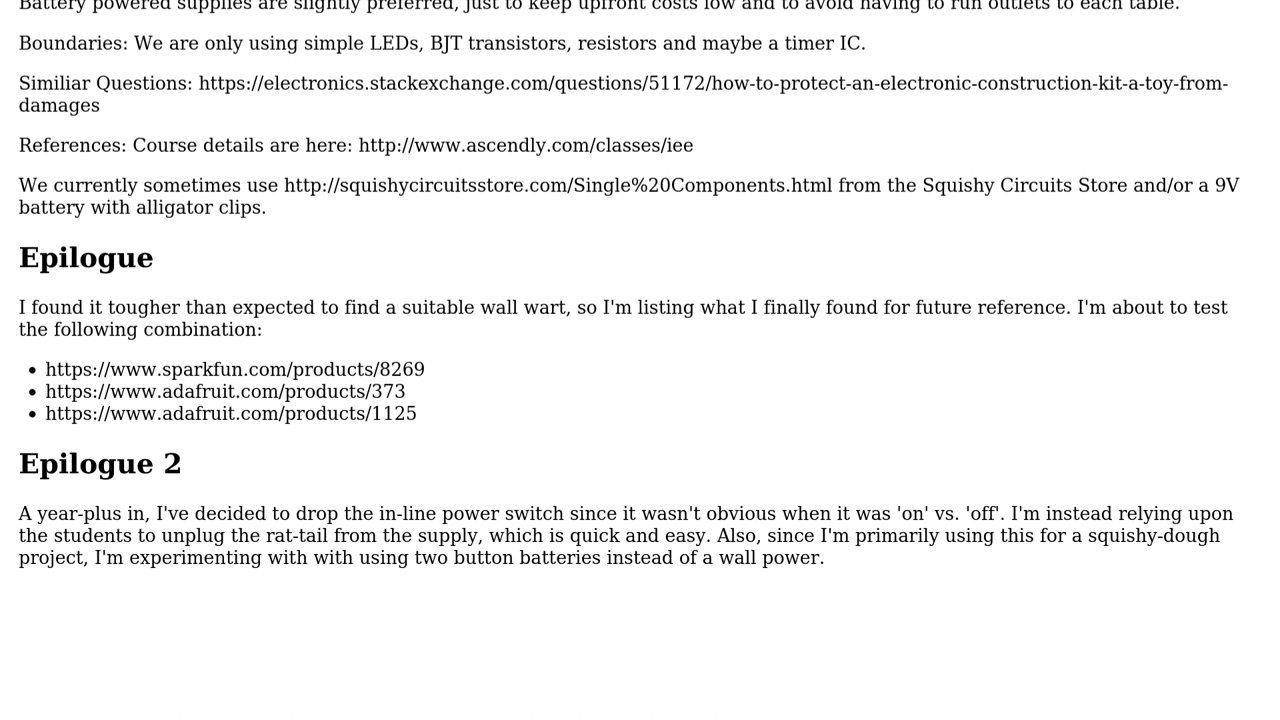 Battery powered supplies are slightly preferred, just to keep upfront costs low and to avoid having to run outlets to each table.
Boundaries: We are only using simple LEDs, BJT transistors, resistors and maybe a timer IC.
Similiar Questions: https://electronics.stackexchange.com/questions/51172/how-to-protect-an-electronic-construction-kit-a-toy-from-
damages
References: Course details are here: http://www.ascendly.com/classes/iee
We currently sometimes use http://squishycircuitsstore.com/Single%20Components.html from the Squishy Circuits Store and/or a 9V
battery with alligator clips.
Epilogue
I found it tougher than expected to find a suitable wall wart, so I'm listing what I finally found for future reference. I'm about to test
the following combination:
• https://www.sparkfun.com/products/8269
• https://www.adafruit.com/products/373
• https://www.adafruit.com/products/1125
Epilogue 2
A year-plus in, I've decided to drop the in-line power switch since it wasn't obvious when it was 'on' vs. 'off'. I'm instead relying upon
the students to unplug the rat-tail from the supply, which is quick and easy. Also, since I'm primarily using this for a squishy-dough
project, I'm experimenting with with using two button batteries instead of a wall power.